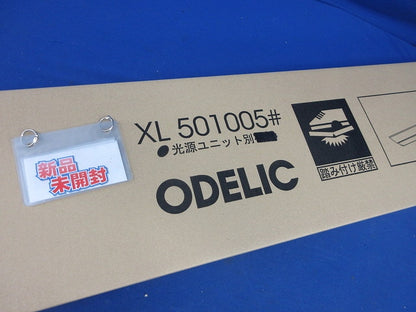 新品
未開封
XL 501005#
●光源ユニット別
ODELIC
踏み付け厳禁